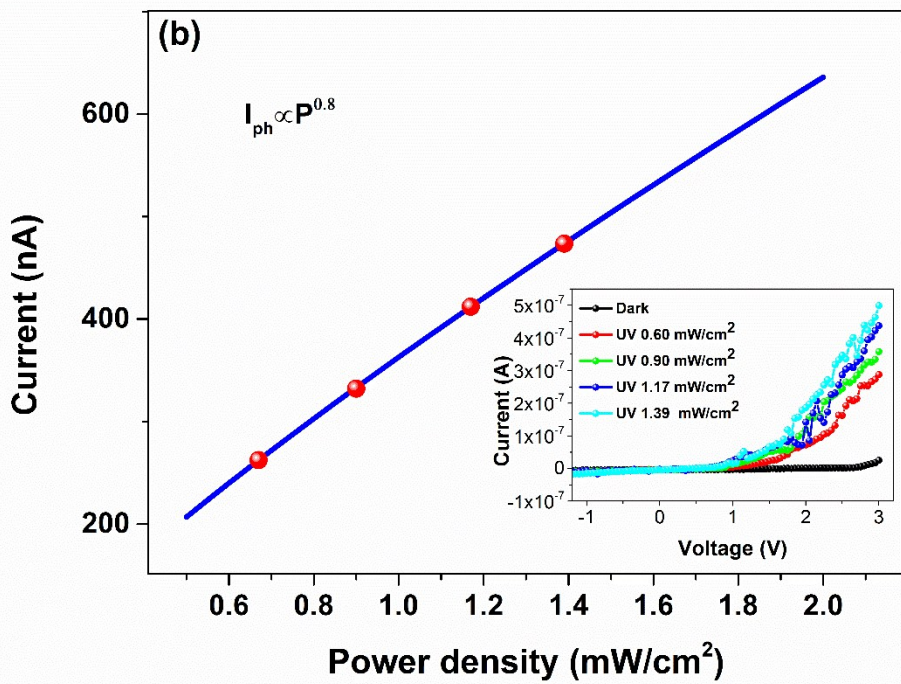 (b)
I_ph∝P^0.8
Current (nA)
600
400
200
0.6 0.8 1.0 1.2 1.4 1.6 1.8 2.0
Power density (mW/cm²)
Dark
UV 0.60 mW/cm²
UV 0.90 mW/cm²
UV 1.17 mW/cm²
UV 1.39 mW/cm²
Current (A)
5x10⁻⁷
4x10⁻⁷
3x10⁻⁷
2x10⁻⁷
1x10⁻⁷
0
-1x10⁻⁷
-1 0 1 2 3
Voltage (V)